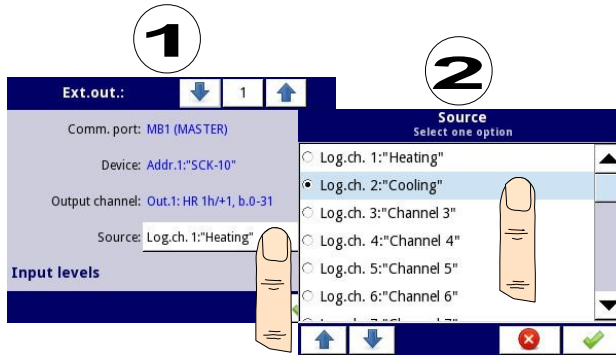 1
Ext.out.: 1
Comm. port: MB1 (MASTER)
Device: Addr.1:"SCK-10"
Output channel: Out.1: HR 1h/+1, b.0-31
Source: Log.ch. 1:"Heating"
Input levels
2
Source
Select one option
Log.ch. 1:"Heating"
Log.ch. 2:"Cooling"
Log.ch. 3:"Channel 3"
Log.ch. 4:"Channel 4"
Log.ch. 5:"Channel 5"
Log.ch. 6:"Channel 6"